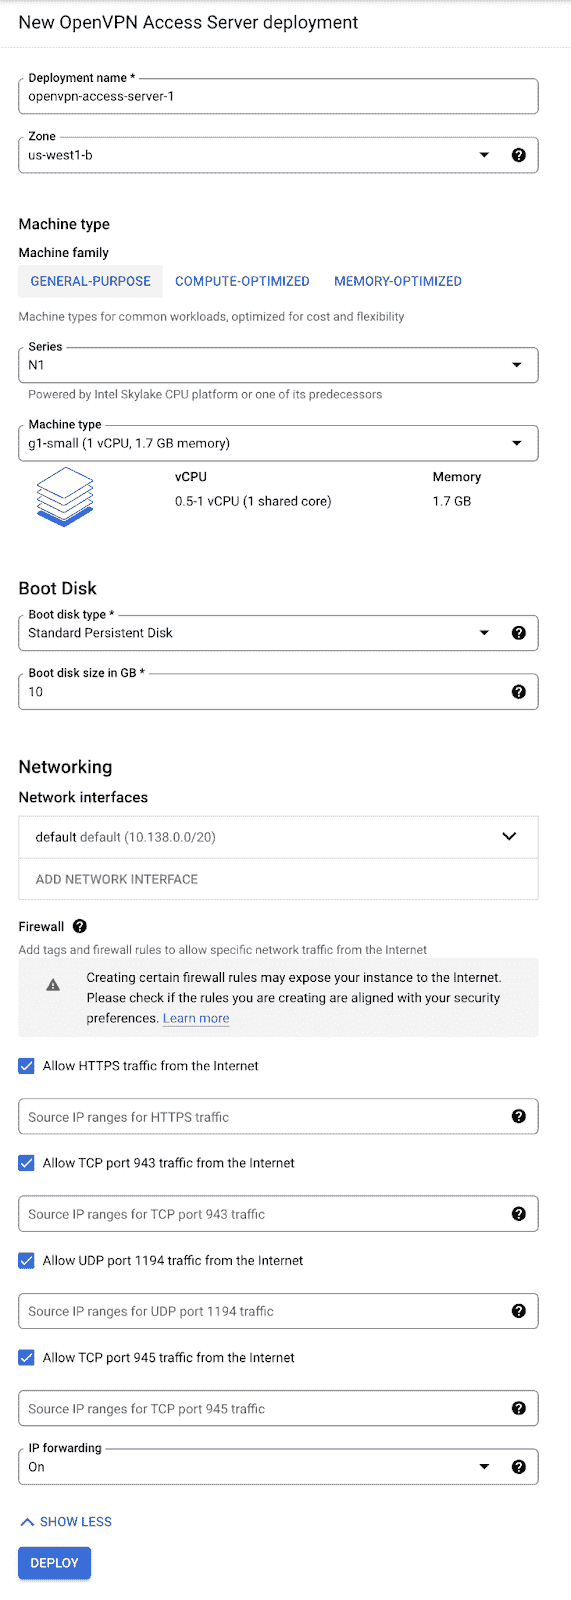 New OpenVPN Access Server deployment
Deployment name *
openvpn-access-server-1
Zone
us-west1-b
Machine type
Machine family
GENERAL-PURPOSE COMPUTE-OPTIMIZED MEMORY-OPTIMIZED
Machine types for common workloads, optimized for cost and flexibility
Series
N1
Powered by Intel Skylake CPU platform or one of its predecessors
Machine type
g1-small (1 vCPU, 1.7 GB memory)
vCPU Memory
0.5-1 vCPU (1 shared core) 1.7 GB
Boot Disk
Boot disk type *
Standard Persistent Disk
Boot disk size in GB *
10
Networking
Network interfaces
default default (10.138.0.0/20)
ADD NETWORK INTERFACE
Firewall
Add tags and firewall rules to allow specific network traffic from the Internet
Creating certain firewall rules may expose your instance to the Internet.
Please check if the rules you are creating are aligned with your security
preferences. Learn more
Allow HTTPS traffic from the Internet
Source IP ranges for HTTPS traffic
Allow TCP port 943 traffic from the Internet
Source IP ranges for TCP port 943 traffic
Allow UDP port 1194 traffic from the Internet
Source IP ranges for UDP port 1194 traffic
Allow TCP port 945 traffic from the Internet
Source IP ranges for TCP port 945 traffic
IP forwarding
On
SHOW LESS
DEPLOY